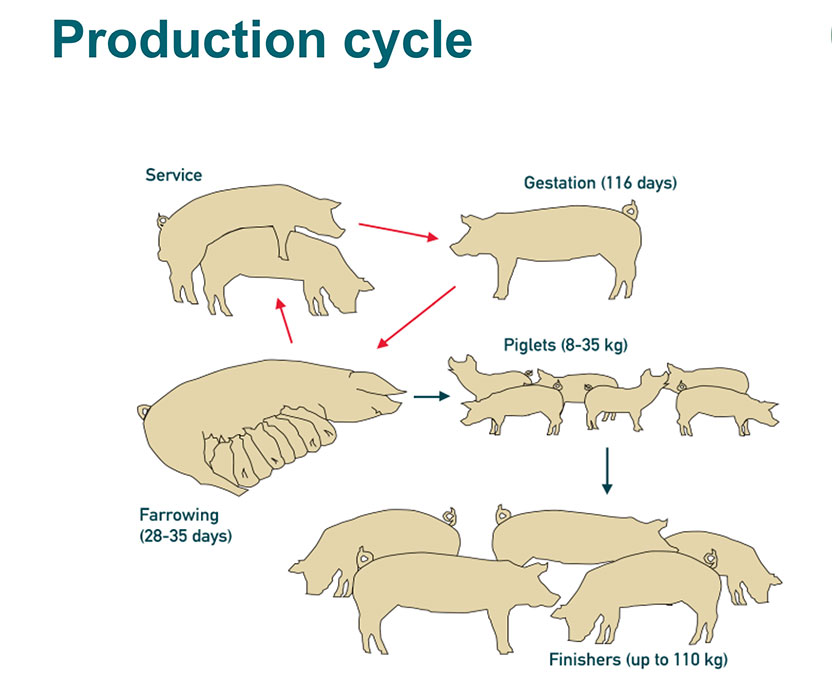 Production cycle
Service
Gestation (116 days)
Piglets (8-35 kg)
Farrowing
(28-35 days)
Finishers (up to 110 kg)